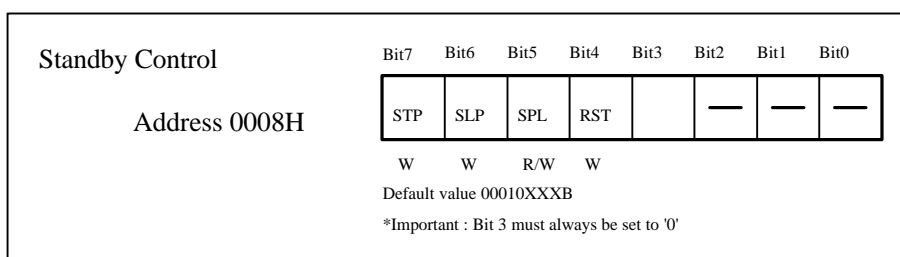 Standby Control
Bit7 Bit6 Bit5 Bit4 Bit3 Bit2 Bit1 Bit0
Address 0008H
STP SLP SPL RST — — —
W W R/W W
Default value 00010XXXB
*Important : Bit 3 must always be set to '0'